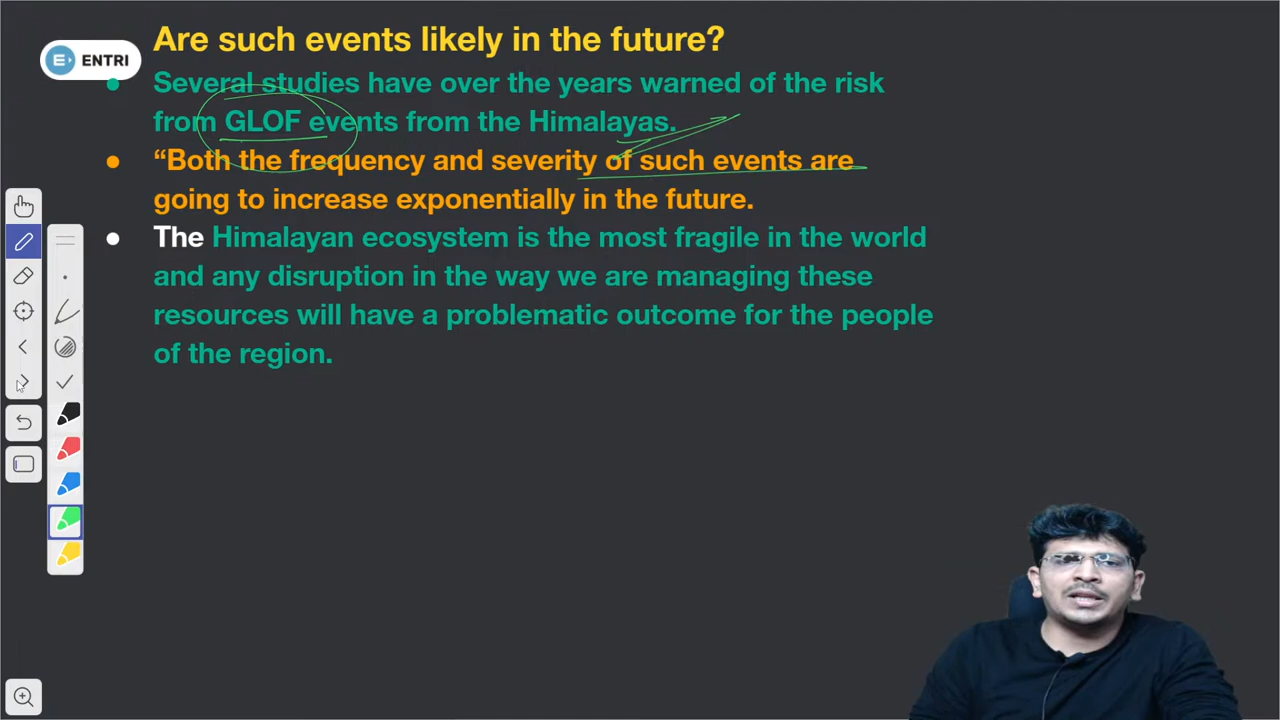 Are such events likely in the future?
ENTRI
Several studies have over the years warned of the risk
from GLOF events from the Himalayas.
“Both the frequency and severity of such events are
going to increase exponentially in the future.
The Himalayan ecosystem is the most fragile in the world
and any disruption in the way we are managing these
resources will have a problematic outcome for the people
of the region.